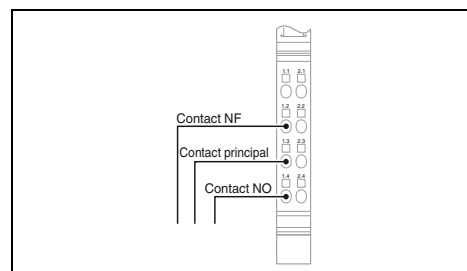 1.1 2.1
1.2 2.2
Contact NF
1.3 2.3
Contact principal
1.4 2.4
Contact NO